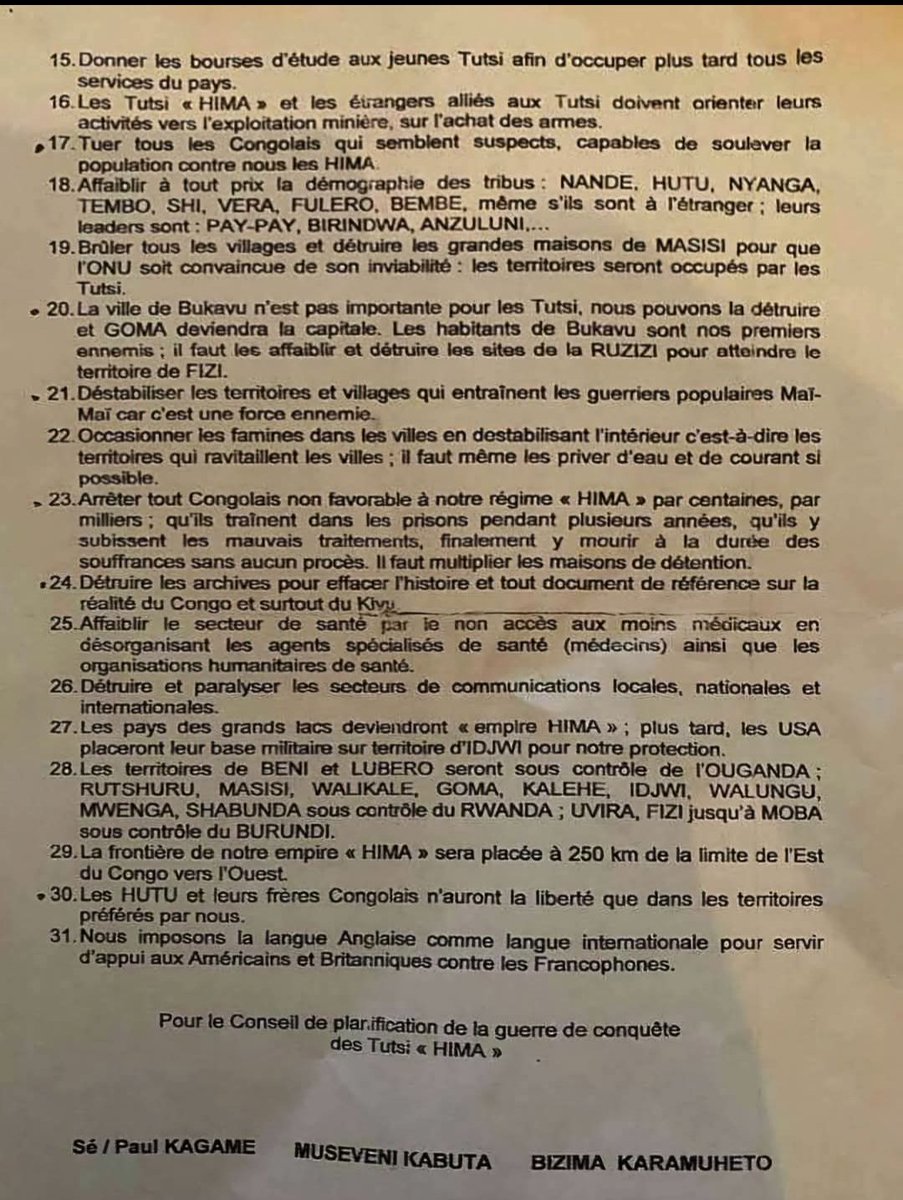 15. Donner les bourses d'étude aux jeunes Tutsi afin d'occuper plus tard tous les
services du pays.
16. Les Tutsi « HIMA » et les étrangers alliés aux Tutsi doivent orienter leurs
activités vers l'exploitation minière, sur l'achat des armes.
17. Tuer tous les Congolais qui semblent suspects, capables de soulever la
population contre nous les HIMA.
18. Affaiblir à tout prix la démographie des tribus : NANDE, HUTU, NYANGA,
TEMBO, SHI, VERA, FULERO, BEMBE, même s'ils sont à l'étranger ; leurs
leaders sont : PAY-PAY, BIRINDWA, ANZULUNI,...
19. Brûler tous les villages et détruire les grandes maisons de MASISI pour que
l'ONU soit convaincue de son inviabilité : les territoires seront occupés par les
Tutsi.
20. La ville de Bukavu n'est pas importante pour les Tutsi, nous pouvons la détruire
et GOMA deviendra la capitale. Les habitants de Bukavu sont nos premiers
ennemis ; il faut les affaiblir et détruire les sites de la RUZIZI pour atteindre le
territoire de FIZI.
21. Déstabiliser les territoires et villages qui entraînent les guerriers populaires Maï-
Maï car c'est une force ennemie.
22. Occasionner les famines dans les villes en destabilisant l'intérieur c'est-à-dire les
territoires qui ravitaillent les villes ; il faut même les priver d'eau et de courant si
possible.
23. Arrêter tout Congolais non favorable à notre régime « HIMA » par centaines, par
milliers ; qu'ils traînent dans les prisons pendant plusieurs années, qu'ils y
subissent les mauvais traitements, finalement y mourir à la durée des
souffrances sans aucun procès. Il faut multiplier les maisons de détention.
24. Détruire les archives pour effacer l'histoire et tout document de référence sur la
réalité du Congo et surtout du Kivu
25. Affaiblir le secteur de santé par le non accès aux moins médicaux en
désorganisant les agents spécialisés de santé (médecins) ainsi que les
organisations humanitaires de santé.
26. Détruire et paralyser les secteurs de communications locales, nationales et
internationales.
27. Les pays des grands lacs deviendront « empire HIMA » ; plus tard, les USA
placeront leur base militaire sur territoire d'IDJWI pour notre protection.
28. Les territoires de BENI et LUBERO seront sous contrôle de l'OUGANDA ;
RUTSHURU, MASISI, WALIKALE, GOMA, KALEHE, IDJWI, WALUNGU,
MWENGA, SHABUNDA sous contrôle du RWANDA ; UVIRA, FIZI jusqu'à MOBA
sous contrôle du BURUNDI.
29. La frontière de notre empire « HIMA » sera placée à 250 km de la limite de l'Est
du Congo vers l'Ouest.
30. Les HUTU et leurs frères Congolais n'auront la liberté que dans les territoires
préférés par nous.
31. Nous imposons la langue Anglaise comme langue internationale pour servir
d'appui aux Américains et Britanniques contre les Francophones.
Pour le Conseil de planification de la guerre de conquête
des Tutsi « HIMA »
Sé / Paul KAGAME MUSEVENI KABUTA BIZIMA KARAMUHETO